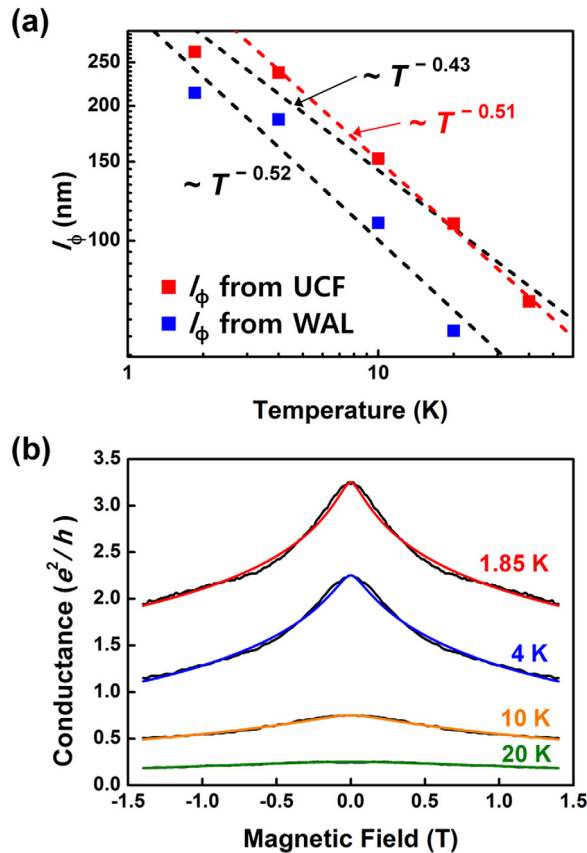 (a)
250
200
150
100
~ T^−0.43
~ T^−0.51
~ T^−0.52
l_ϕ (nm)
l_ϕ from UCF
l_ϕ from WAL
1
10
Temperature (K)
(b)
3.5
3.0
2.5
2.0
1.5
1.0
0.5
0.0
Conductance (e²/h)
1.85 K
4 K
10 K
20 K
-1.5 -1.0 -0.5 0.0 0.5 1.0 1.5
Magnetic Field (T)